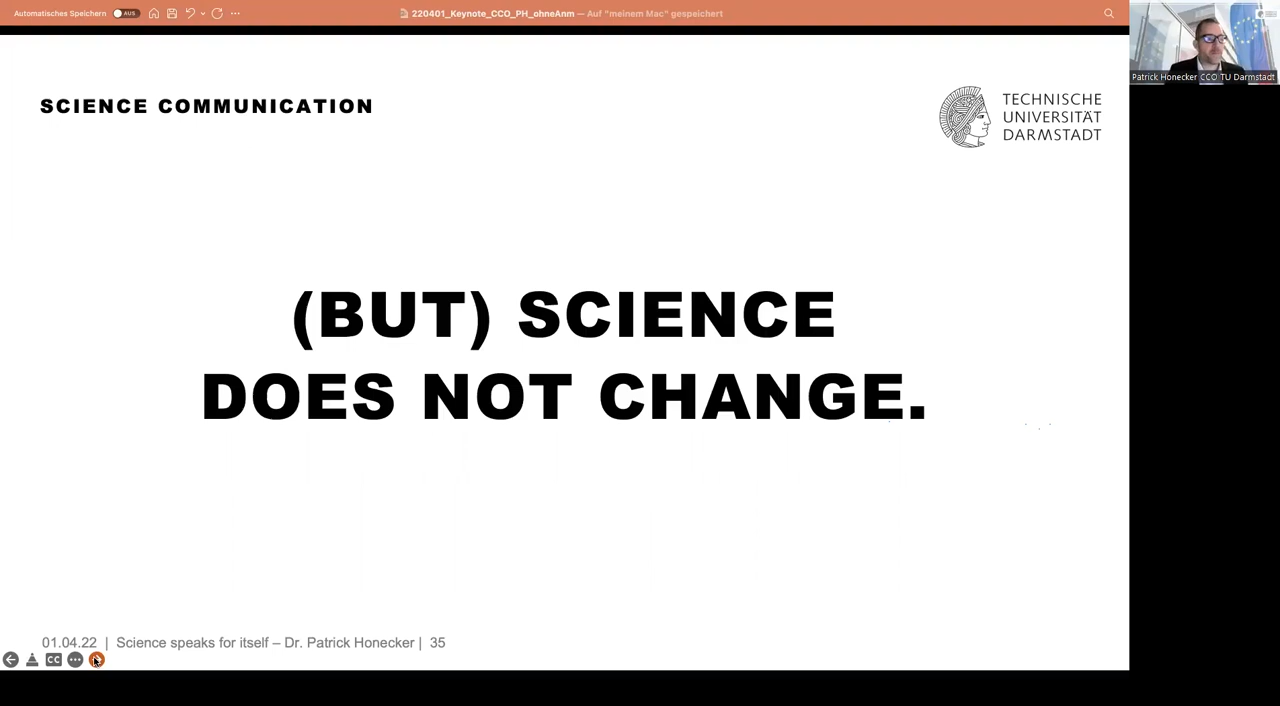 Automatisches Speichern AUS
220401_Keynote_CCO_PH_ohneAnm — Auf "meinem Mac" gespeichert
Patrick Honecker CCO TU Darmstadt
SCIENCE COMMUNICATION
TECHNISCHE
UNIVERSITÄT
DARMSTADT
(BUT) SCIENCE
DOES NOT CHANGE.
01.04.22 | Science speaks for itself – Dr. Patrick Honecker | 35
CC